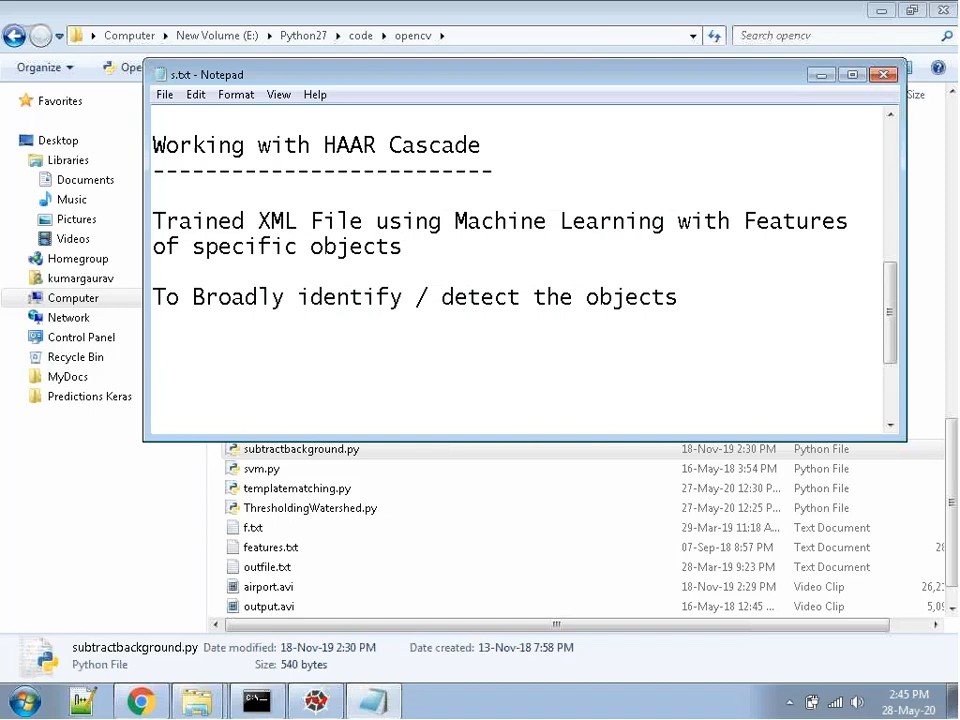 Computer
New Volume (E:)
Python27
code
opencv
Search opencv
Organize
Ope
s.txt - Notepad
File Edit Format View Help
Size
Favorites
Desktop
Libraries
Documents
Music
Pictures
Videos
Homegroup
kumargaurav
Computer
Network
Control Panel
Recycle Bin
MyDocs
Predictions Keras
Working with HAAR Cascade
--------------------------
Trained XML File using Machine Learning with Features
of specific objects
To Broadly identify / detect the objects
subtractbackground.py 18-Nov-19 2:30 PM Python File
svm.py 16-May-18 3:54 PM Python File
templatematching.py 27-May-20 12:30 P... Python File
ThresholdingWatershed.py 27-May-20 12:25 P... Python File
f.txt 29-Mar-19 11:18 A... Text Document
features.txt 07-Sep-18 8:57 PM Text Document 28
outfile.txt 28-Mar-19 9:23 PM Text Document
airport.avi 18-Nov-19 2:29 PM Video Clip 26,2
output.avi 16-May-18 12:45 ... Video Clip 5,0
subtractbackground.py Date modified: 18-Nov-19 2:30 PM Date created: 13-Nov-18 7:58 PM
Python File Size: 540 bytes
2:45 PM
28-May-20